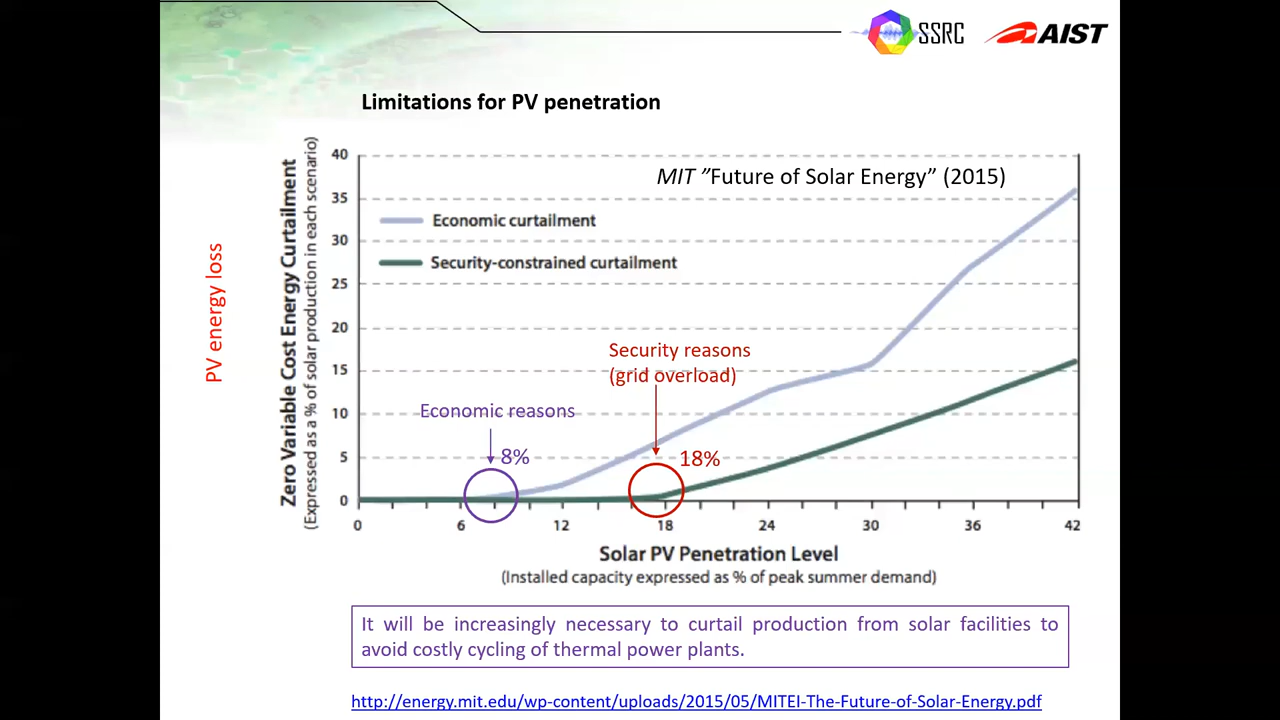 SSRC
AIST
Limitations for PV penetration
MIT ”Future of Solar Energy” (2015)
PV energy loss
Zero Variable Cost Energy Curtailment
(Expressed as a % of solar production in each scenario)
40
35
30
25
20
15
10
5
0
Economic curtailment
Security-constrained curtailment
Security reasons
(grid overload)
Economic reasons
8%
18%
0 6 12 18 24 30 36 42
Solar PV Penetration Level
(Installed capacity expressed as % of peak summer demand)
It will be increasingly necessary to curtail production from solar facilities to
avoid costly cycling of thermal power plants.
http://energy.mit.edu/wp-content/uploads/2015/05/MITEI-The-Future-of-Solar-Energy.pdf